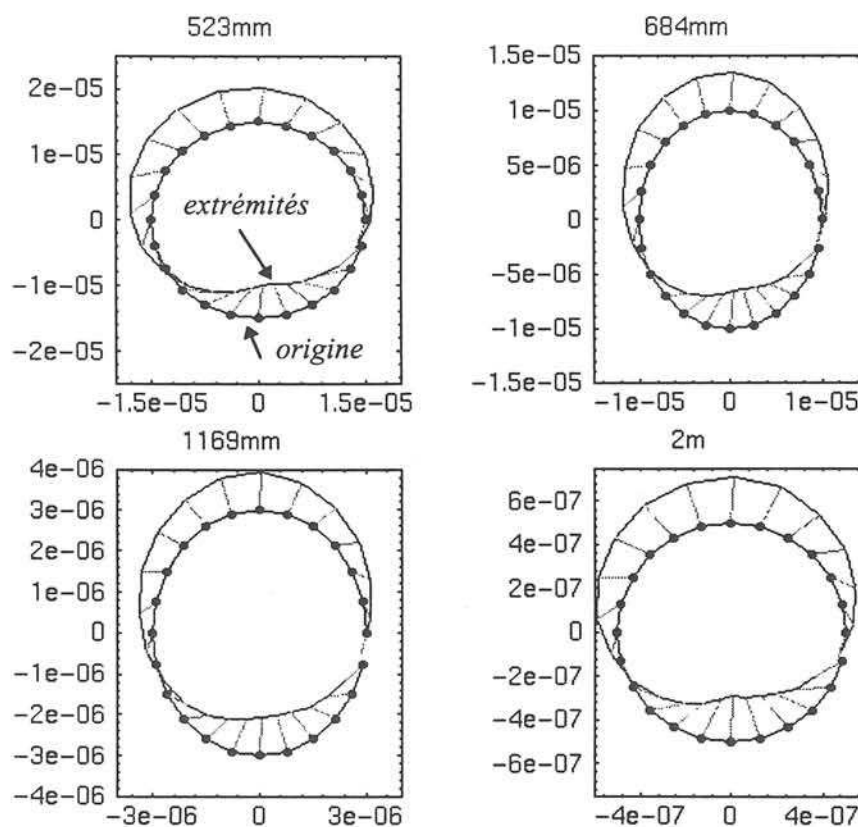 523mm
2e-05
1e-05
0
-1e-05
-2e-05
-1.5e-05 0 1.5e-05
extrémités
origine
684mm
1.5e-05
1e-05
5e-06
0
-5e-06
-1e-05
-1.5e-05
-1e-05 0 1e-05
1169mm
4e-06
3e-06
2e-06
1e-06
0
-1e-06
-2e-06
-3e-06
-4e-06
-3e-06 0 3e-06
2m
6e-07
4e-07
2e-07
0
-2e-07
-4e-07
-6e-07
-4e-07 0 4e-07